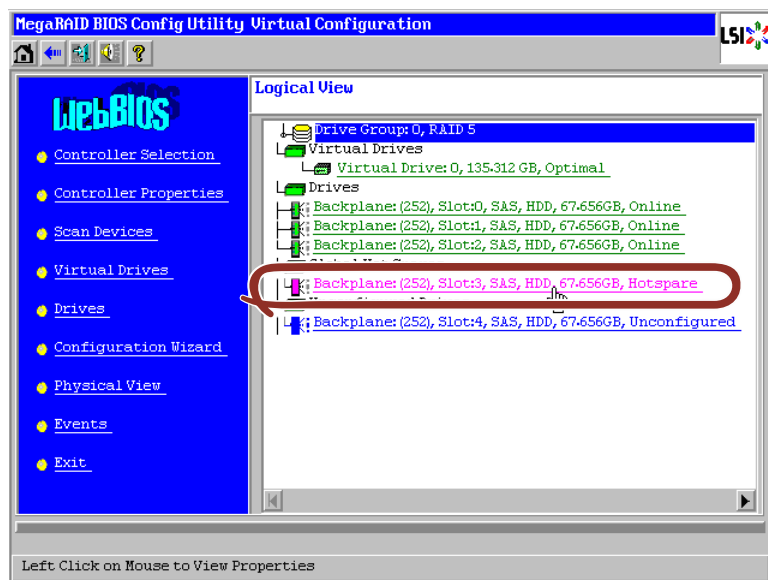 MegaRAID BIOS Config Utility Virtual Configuration
LSI
WebBIOS
Controller Selection
Controller Properties
Scan Devices
Virtual Drives
Drives
Configuration Wizard
Physical View
Events
Exit
Logical View
Drive Group: 0, RAID 5
Virtual Drives
Virtual Drive: 0, 135.312 GB, Optimal
Drives
Backplane: (252), Slot:0, SAS, HDD, 67.656GB, Online
Backplane: (252), Slot:1, SAS, HDD, 67.656GB, Online
Backplane: (252), Slot:2, SAS, HDD, 67.656GB, Online
Backplane: (252), Slot:3, SAS, HDD, 67.656GB, Hotspare
Backplane: (252), Slot:4, SAS, HDD, 67.656GB, Unconfigured
Left Click on Mouse to View Properties